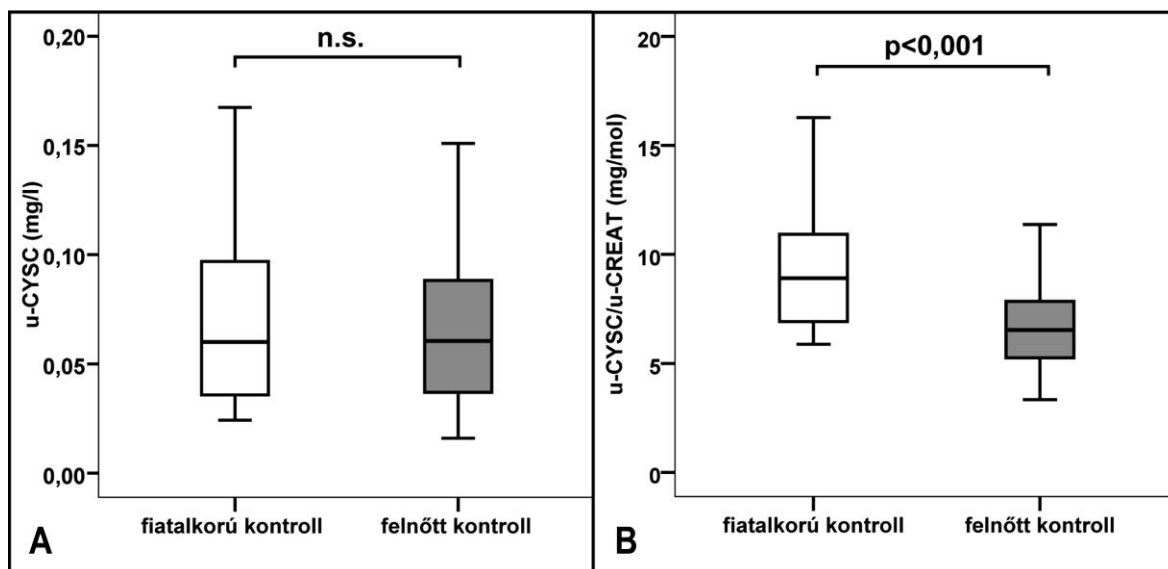 0,20
n.s.
0,15
u-CYSC (mg/l)
0,10
0,05
0,00
fiatalkorú kontroll
felnőtt kontroll
A
20
p<0,001
15
u-CYSC/u-CREAT (mg/mol)
10
5
0
fiatalkorú kontroll
felnőtt kontroll
B